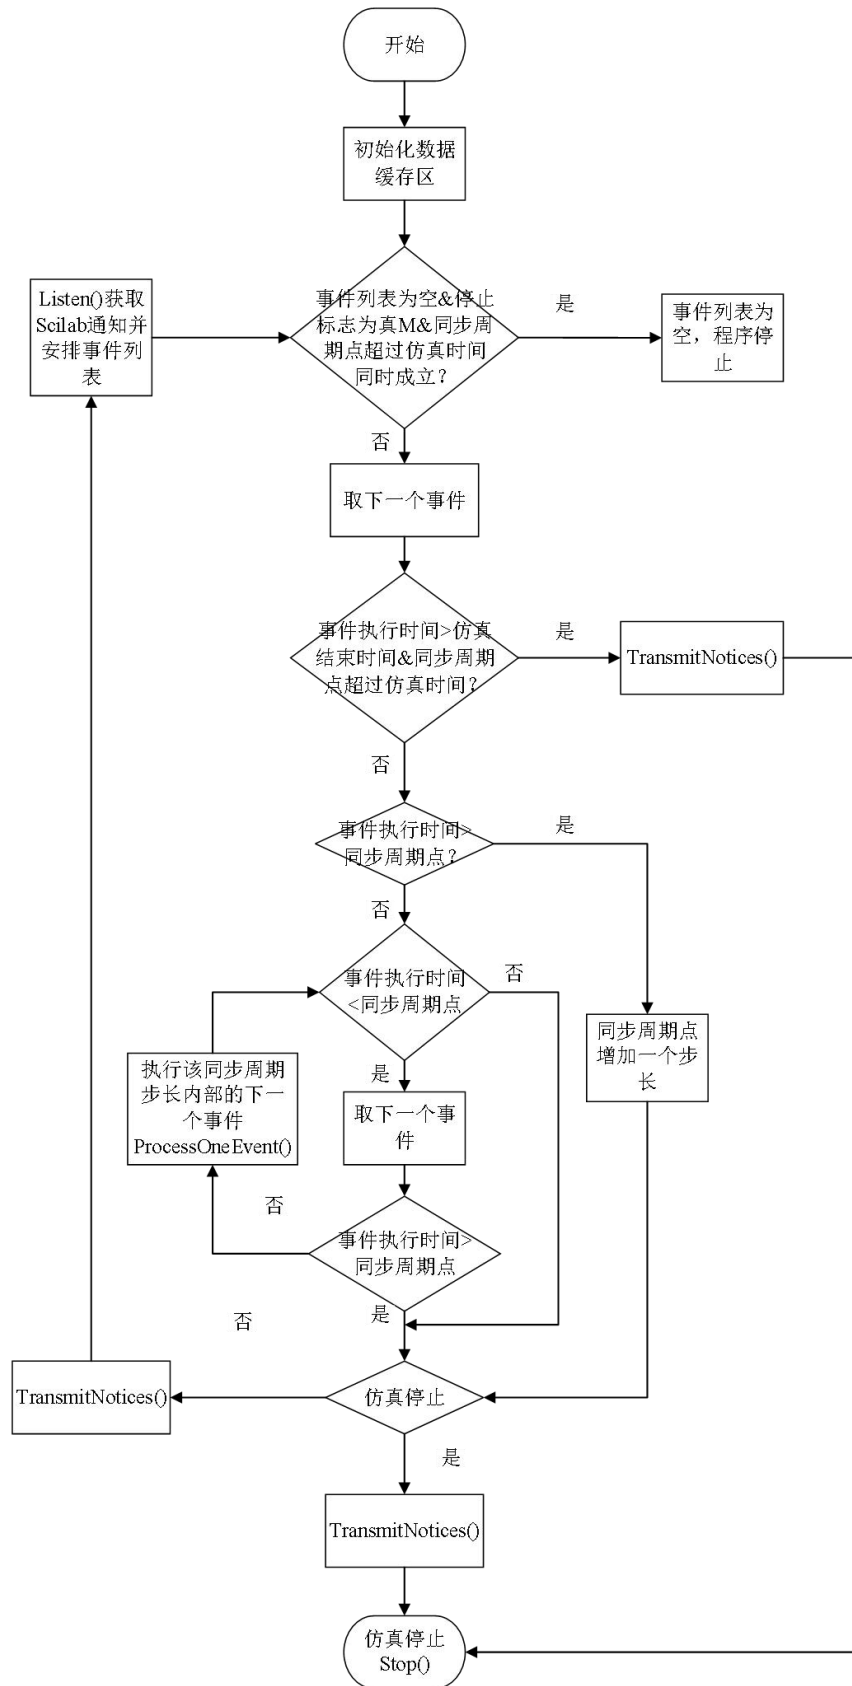 开始
初始化数据
缓存区
Listen()获取
Scilab通知并
安排事件列
表
事件列表为空&停止
标志为真M&同步周
期点超过仿真时间
同时成立？
是
事件列表为
空，程序停
止
否
取下一个事件
事件执行时间>仿真
结束时间&同步周期
点超过仿真时间？
是
TransmitNotices()
否
事件执行时间>
同步周期点？
是
否
事件执行时间
<同步周期点
否
同步周期点
增加一个步
长
执行该同步周期
步长内部的下一
个事件
ProcessOneEvent()
是
取下一个事
件
否
事件执行时间>
同步周期点
是
否
TransmitNotices()
仿真停止
是
TransmitNotices()
仿真停止
Stop()